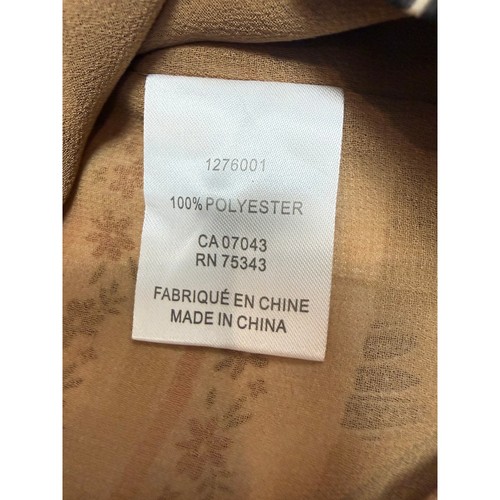 1276001
100% POLYESTER
CA 07043
RN 75343
FABRIQUÉ EN CHINE
MADE IN CHINA